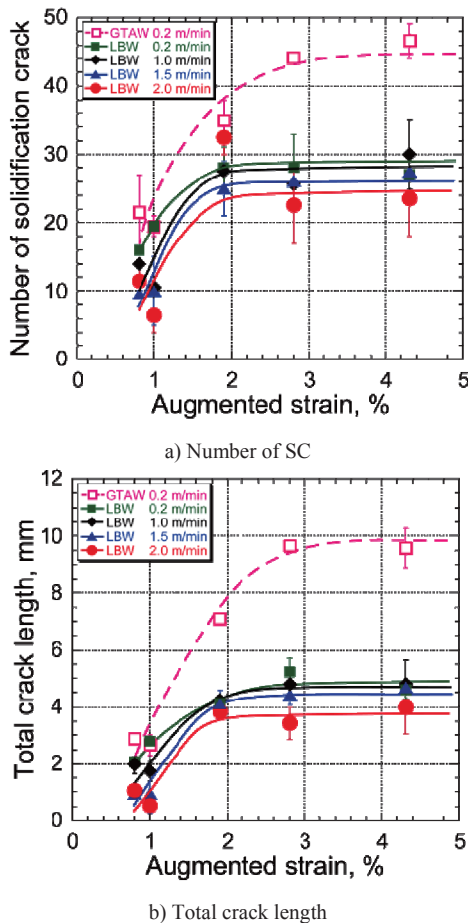 50
40
30
20
10
0
Number of solidification crack
GTAW 0.2 m/min
LBW 0.2 m/min
LBW 1.0 m/min
LBW 1.5 m/min
LBW 2.0 m/min
0 1 2 3 4 5
Augmented strain, %
a) Number of SC
12
10
8
6
4
2
0
Total crack length, mm
GTAW 0.2 m/min
LBW 0.2 m/min
LBW 1.0 m/min
LBW 1.5 m/min
LBW 2.0 m/min
0 1 2 3 4 5
Augmented strain, %
b) Total crack length